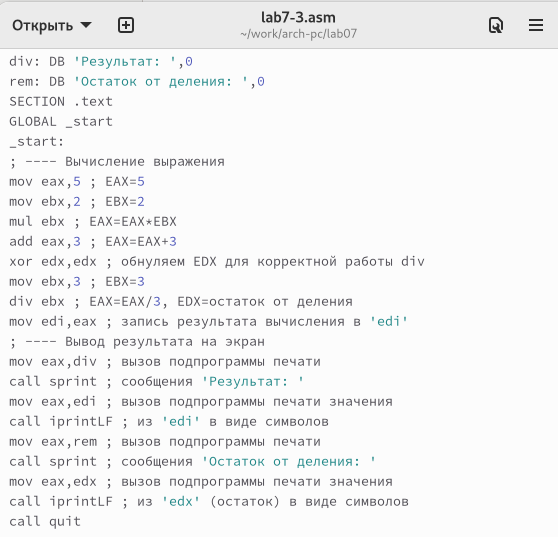 Открыть
lab7-3.asm
~/work/arch-pc/lab07
div: DB 'Результат: ',0
rem: DB 'Остаток от деления: ',0
SECTION .text
GLOBAL _start
_start:
; ---- Вычисление выражения
mov eax,5 ; EAX=5
mov ebx,2 ; EBX=2
mul ebx ; EAX=EAX*EBX
add eax,3 ; EAX=EAX+3
xor edx,edx ; обнуляем EDX для корректной работы div
mov ebx,3 ; EBX=3
div ebx ; EAX=EAX/3, EDX=остаток от деления
mov edi,eax ; запись результата вычисления в 'edi'
; ---- Вывод результата на экран
mov eax,div ; вызов подпрограммы печати
call sprint ; сообщения 'Результат: '
mov eax,edi ; вызов подпрограммы печати значения
call iprintLF ; из 'edi' в виде символов
mov eax,rem ; вызов подпрограммы печати
call sprint ; сообщения 'Остаток от деления: '
mov eax,edx ; вызов подпрограммы печати значения
call iprintLF ; из 'edx' (остаток) в виде символов
call quit